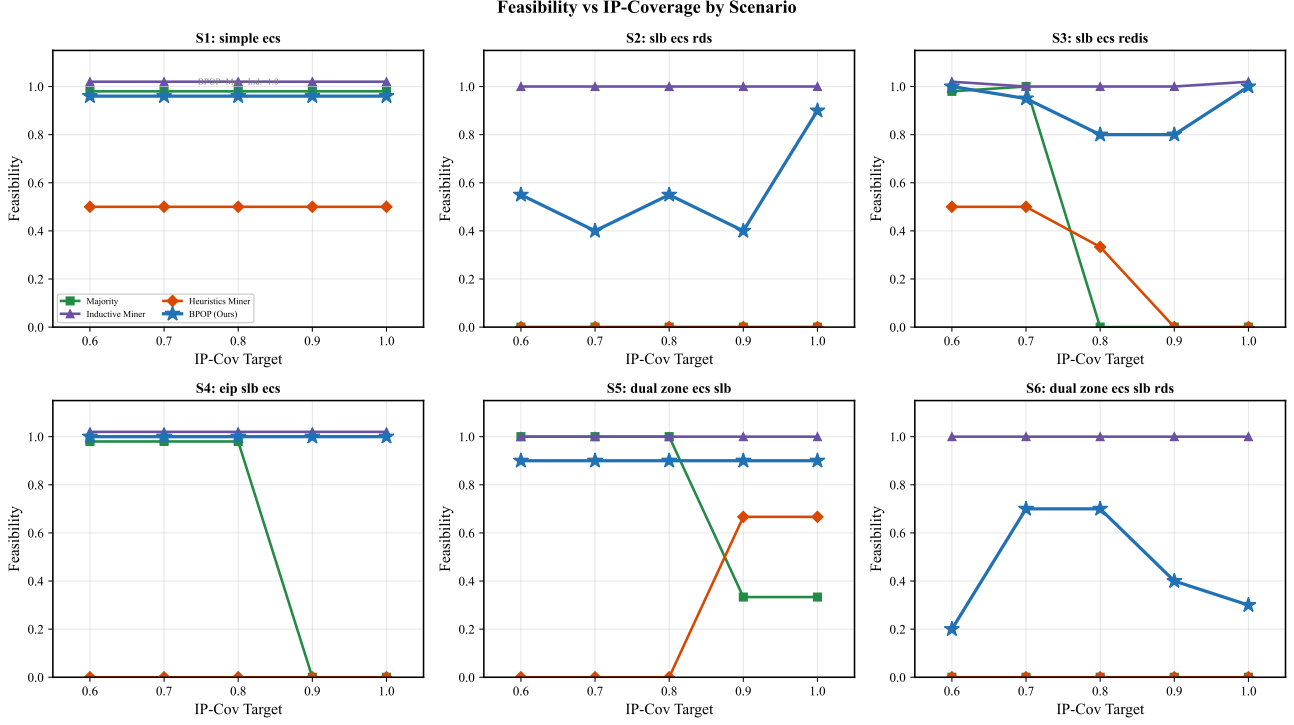 Feasibility vs IP-Coverage by Scenario
S1: simple ecs
Feasibility
1.0
0.8
0.6
0.4
0.2
0.0
Majority
Inductive Miner
Heuristics Miner
BPOP (Ours)
0.6 0.7 0.8 0.9 1.0
IP-Cov Target
S2: slb ecs rds
Feasibility
1.0
0.8
0.6
0.4
0.2
0.0
0.6 0.7 0.8 0.9 1.0
IP-Cov Target
S3: slb ecs redis
Feasibility
1.0
0.8
0.6
0.4
0.2
0.0
0.6 0.7 0.8 0.9 1.0
IP-Cov Target
S4: eip slb ecs
Feasibility
1.0
0.8
0.6
0.4
0.2
0.0
0.6 0.7 0.8 0.9 1.0
IP-Cov Target
S5: dual zone ecs slb
Feasibility
1.0
0.8
0.6
0.4
0.2
0.0
0.6 0.7 0.8 0.9 1.0
IP-Cov Target
S6: dual zone ecs slb rds
Feasibility
1.0
0.8
0.6
0.4
0.2
0.0
0.6 0.7 0.8 0.9 1.0
IP-Cov Target